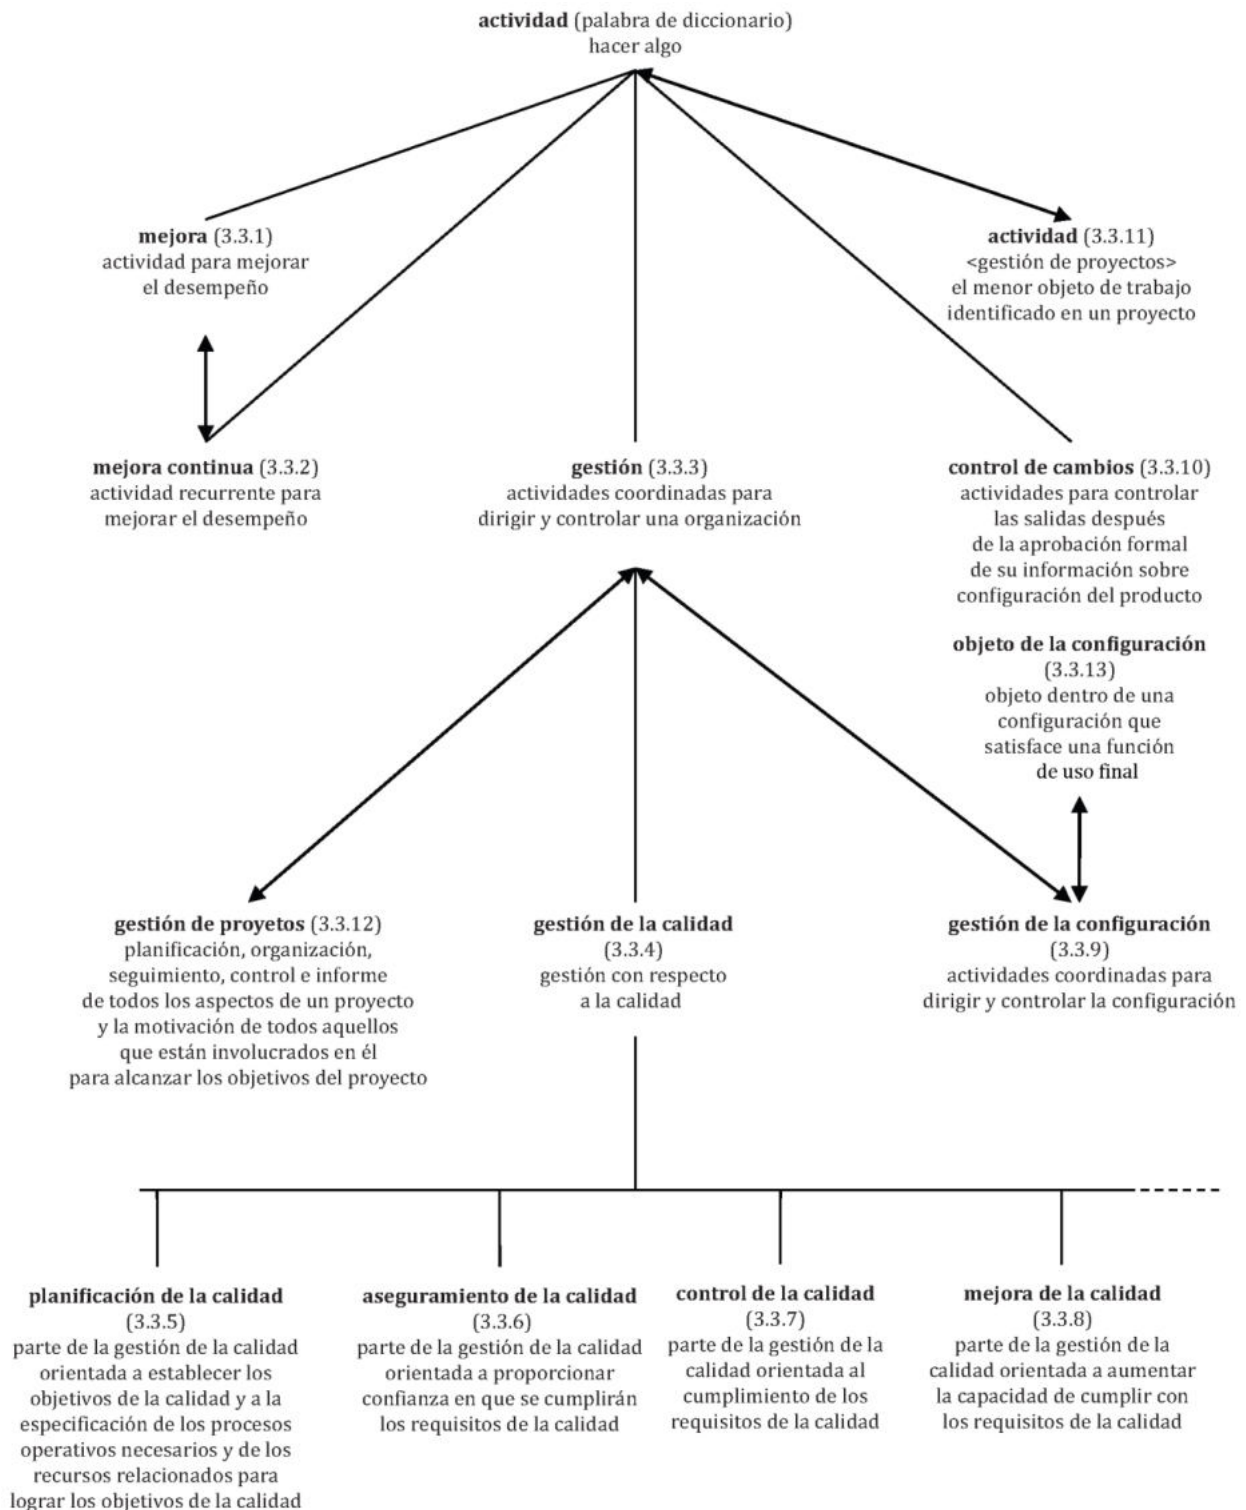 actividad (palabra de diccionario)
hacer algo
mejora (3.3.1)
actividad para mejorar
el desempeño
actividad (3.3.11)
<gestión de proyectos>
el menor objeto de trabajo
identificado en un proyecto
mejora continua (3.3.2)
actividad recurrente para
mejorar el desempeño
gestión (3.3.3)
actividades coordinadas para
dirigir y controlar una organización
control de cambios (3.3.10)
actividades para controlar
las salidas después
de la aprobación formal
de su información sobre
configuración del producto
objeto de la configuración
(3.3.13)
objeto dentro de una
configuración que
satisface una función
de uso final
gestión de proyetos (3.3.12)
planificación, organización,
seguimiento, control e informe
de todos los aspectos de un proyecto
y la motivación de todos aquellos
que están involucrados en él
para alcanzar los objetivos del proyecto
gestión de la calidad
(3.3.4)
gestión con respecto
a la calidad
gestión de la configuración
(3.3.9)
actividades coordinadas para
dirigir y controlar la configuración
planificación de la calidad
(3.3.5)
parte de la gestión de la calidad
orientada a establecer los
objetivos de la calidad y a la
especificación de los procesos
operativos necesarios y de los
recursos relacionados para
lograr los objetivos de la calidad
aseguramiento de la calidad
(3.3.6)
parte de la gestión de la calidad
orientada a proporcionar
confianza en que se cumplirán
los requisitos de la calidad
control de la calidad
(3.3.7)
parte de la gestión de la
calidad orientada al
cumplimiento de los
requisitos de la calidad
mejora de la calidad
(3.3.8)
parte de la gestión de la
calidad orientada a aumentar
la capacidad de cumplir con
los requisitos de la calidad